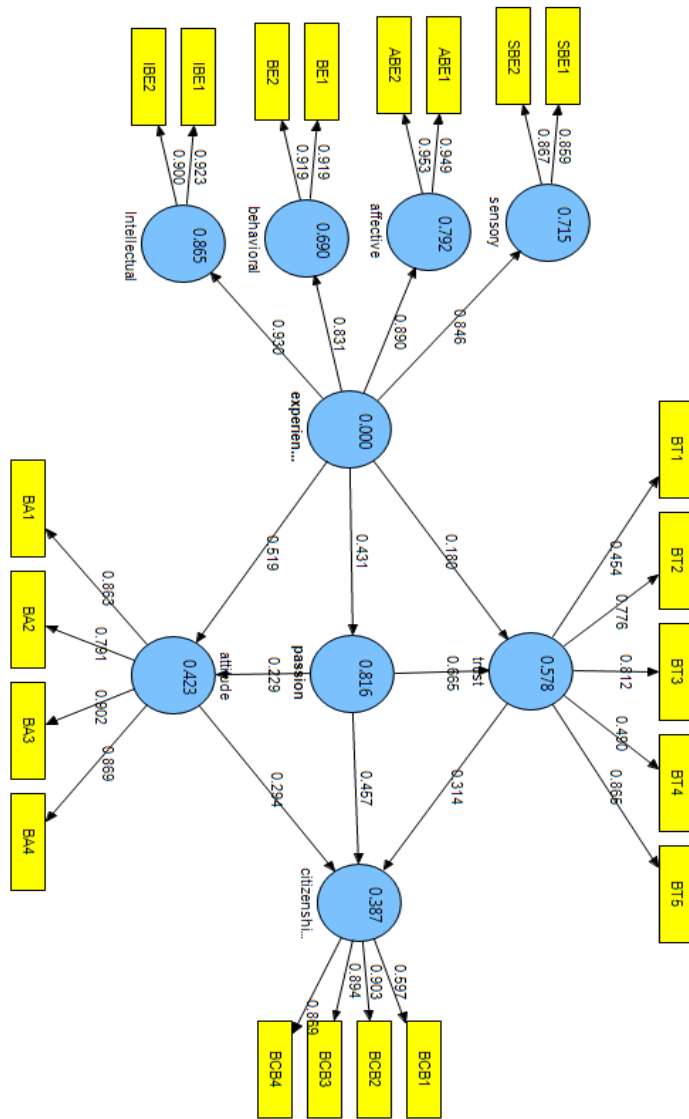 BT1
BT2
BT3
BT4
BT5
0.454
0.776
0.812
0.490
0.865
SBE1
SBE2
0.859
0.867
0.715
sensory
0.578
trust
ABE1
ABE2
0.949
0.953
0.792
affective
0.846
0.890
0.180
0.665
0.314
BE1
BE2
0.919
0.919
0.690
behavioral
0.831
0.930
0.000
experien...
0.431
0.816
passion
0.457
0.387
citizenshi..
0.597
0.903
0.894
0.869
BCB1
BCB2
BCB3
BCB4
IBE1
IBE2
0.923
0.900
0.865
Intellectual
0.519
0.229
0.294
0.423
attitude
0.863
0.791
0.902
0.869
BA1
BA2
BA3
BA4